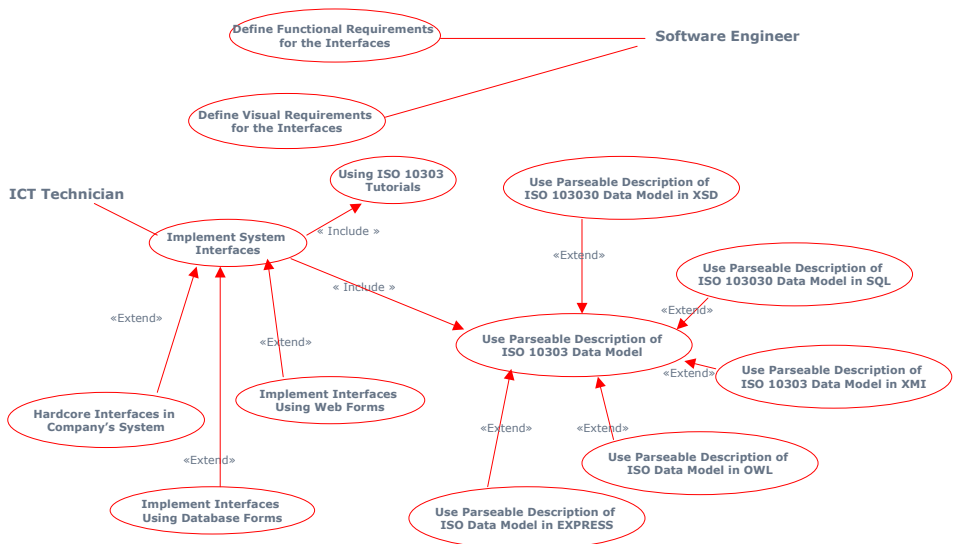 Define Functional Requirements
for the Interfaces
Software Engineer
Define Visual Requirements
for the Interfaces
Using ISO 10303
Tutorials
Use Parseable Description of
ISO 103030 Data Model in XSD
ICT Technician
Implement System
Interfaces
« Include »
«Extend»
Use Parseable Description of
ISO 103030 Data Model in SQL
« Include »
«Extend»
«Extend»
«Extend»
Use Parseable Description of
ISO 10303 Data Model
«Extend»
Use Parseable Description of
ISO 10303 Data Model in XMI
Hardcore Interfaces in
Company's System
Implement Interfaces
Using Web Forms
«Extend»
«Extend»
«Extend»
Use Parseable Description of
ISO Data Model in OWL
Implement Interfaces
Using Database Forms
Use Parseable Description of
ISO Data Model in EXPRESS